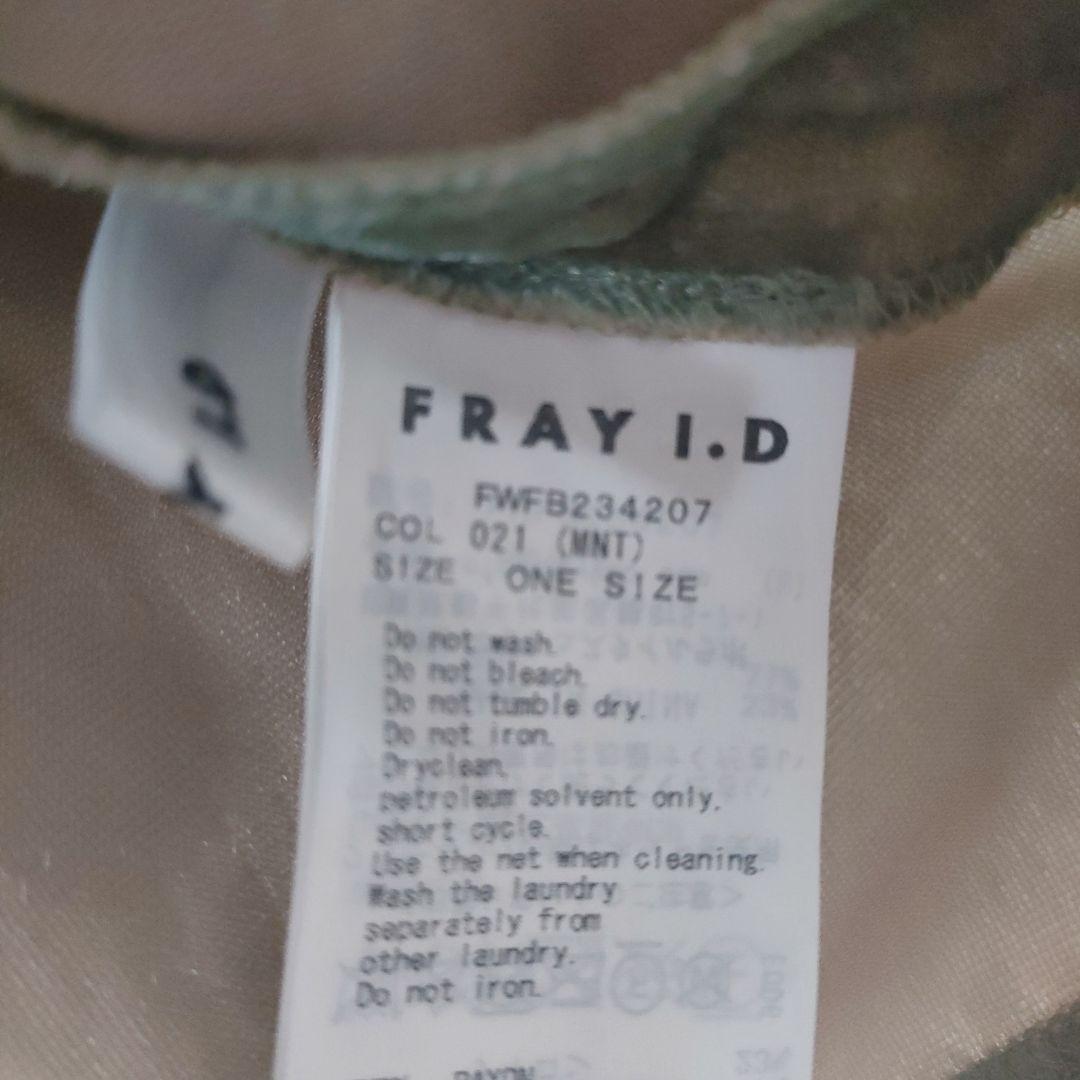 FRAY I.D
FWFB234207
COL 021 (MNT)
SIZE ONE SIZE
Do not wash.
Do not bleach.
Do not tumble dry.
Do not iron.
Dryclean,
petroleum solvent only,
short cycle.
Use the net when cleaning.
Wash the laundry
separately from
other laundry.
Do not iron.